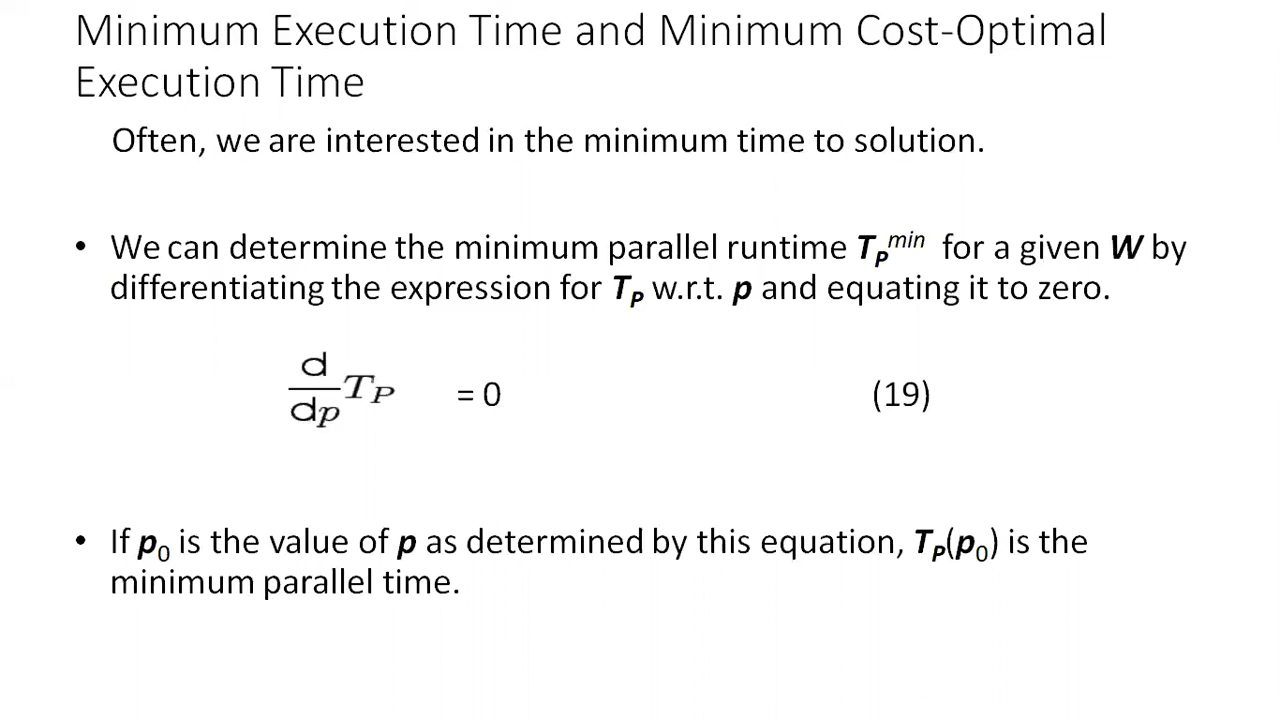 Minimum Execution Time and Minimum Cost-Optimal
Execution Time
Often, we are interested in the minimum time to solution.
• We can determine the minimum parallel runtime T_P^min for a given W by
differentiating the expression for T_P w.r.t. p and equating it to zero.
d/dp T_P = 0 (19)
• If p₀ is the value of p as determined by this equation, T_P(p₀) is the
minimum parallel time.